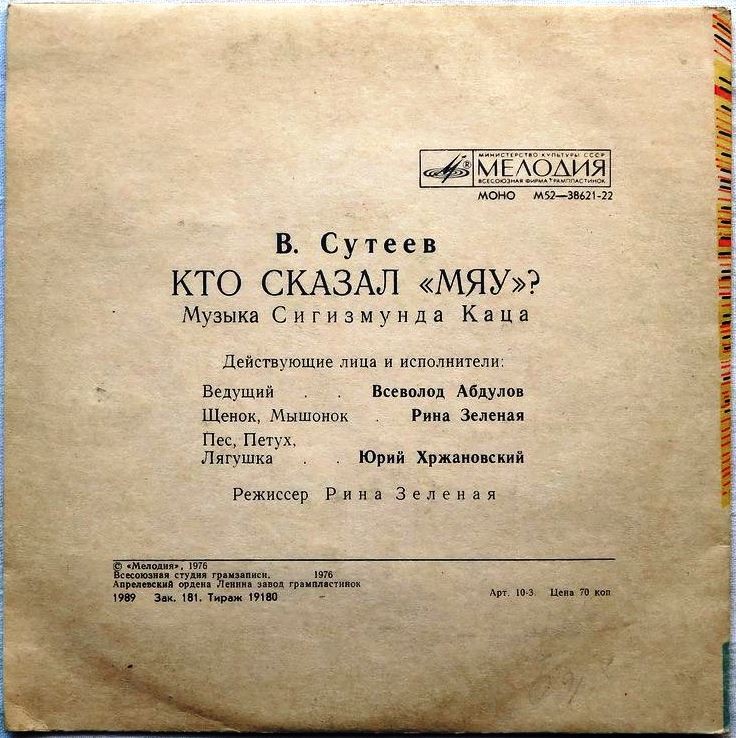 МИНИСТЕРСТВО КУЛЬТУРЫ СССР
МЕЛОДИЯ
ВСЕСОЮЗНАЯ ФИРМА ГРАМПЛАСТИНОК
МОНО М52—38621-22
В. Сутеев
КТО СКАЗАЛ «МЯУ»?
Музыка Сигизмунда Каца
Действующие лица и исполнители:
Ведущий . . Всеволод Абдулов
Щенок, Мышонок . Рина Зеленая
Пес, Петух,
Лягушка . . Юрий Хржановский
Режиссер Рина Зеленая
© «Мелодия», 1976
Всесоюзная студия грамзаписи, 1976
Апрелевский ордена Ленина завод грампластинок
1989 Зак. 181. Тираж 19180
Арт. 10-3. Цена 70 коп